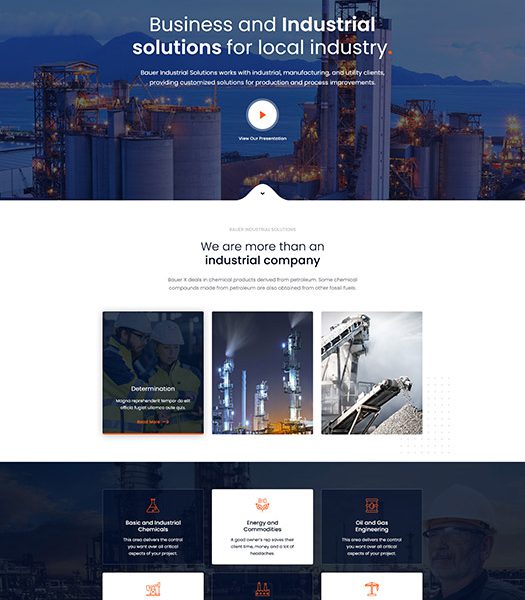 Business and Industrial
solutions for local industry.
Bauer Industrial Solutions works with industrial, manufacturing, and utility clients,
providing customized solutions for production and process improvements.
View Our Presentation
BAUER INDUSTRIAL SOLUTIONS
We are more than an
industrial company
Bauer X deals in chemical products derived from petroleum. Some chemical
compounds made from petroleum are also obtained from other fossil fuels.
Determination
Magna reprehenderit tempor do elit
officia fugiat ullamco aute quis.
Read More
Basic and Industrial
Chemicals
This area delivers the control
you want over all critical
aspects of your project.
BIO
Energy and
Commodities
A good owner's rep saves their
client time, money and a lot of
headaches.
Oil and Gas
Engineering
This area delivers the control
you want over all critical
aspects of your project.